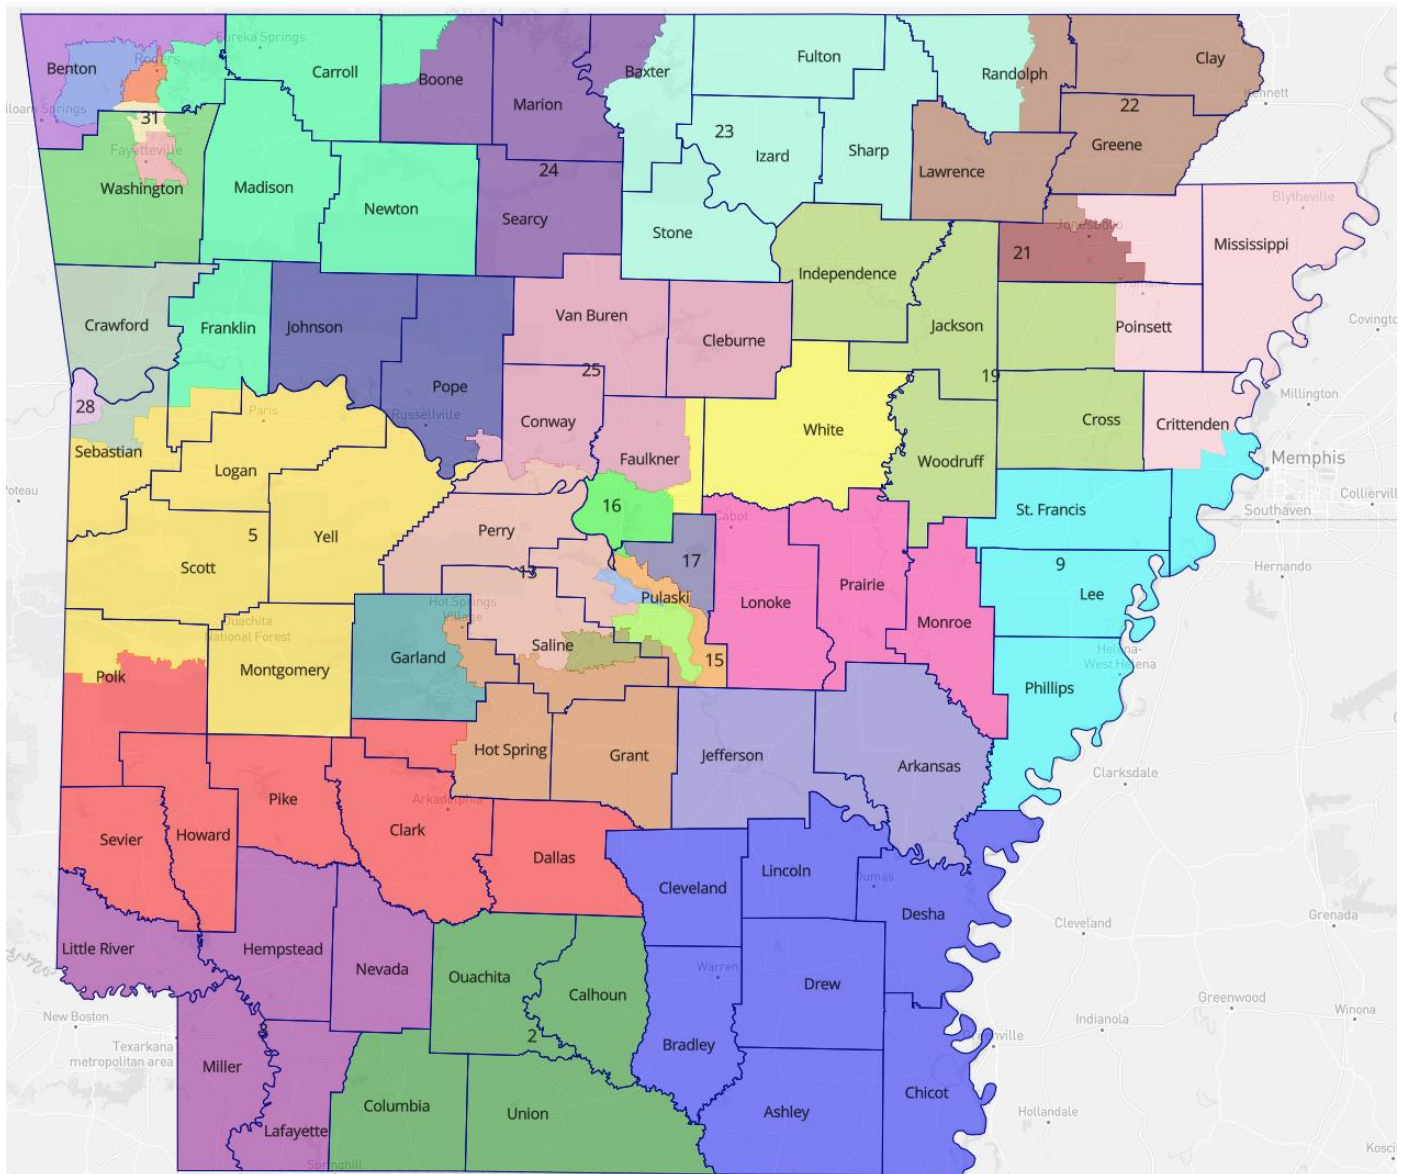 Eureka Springs
Benton
Rogers
Carroll
Boone
Baxter
Fulton
Randolph
Clay
Kennett
Siloam Springs
Marion
22
31
23
Greene
Fayetteville
Izard
Sharp
Lawrence
24
Washington
Madison
Newton
Searcy
Stone
Blytheville
Jonesboro
21
Mississippi
Independence
Trumann
Crawford
Franklin
Johnson
Van Buren
Cleburne
Jackson
Poinsett
Covington
25
19
Pope
Millington
28
Paris
Russellville
Conway
White
Cross
Crittenden
Sebastian
Logan
Faulkner
Woodruff
Memphis
Poteau
Collierville
16
Cabot
St. Francis
Southaven
5
Yell
Perry
17
Scott
13
9
Hernando
Hot Springs
Village
Pulaski
Lonoke
Prairie
Lee
Ouachita
National Forest
Monroe
Garland
Saline
15
Helena-
West Helena
Polk
Montgomery
Phillips
Hot Spring
Grant
Jefferson
Arkansas
Clarksdale
Pike
Arkadelphia
Sevier
Howard
Clark
Dallas
Lincoln
Cleveland
Dumas
Desha
Cleveland
Grenada
Little River
Hempstead
Nevada
Ouachita
Warren
Drew
Calhoun
Greenwood
Winona
New Boston
Indianola
2
Texarkana
metropolitan area
Bradley
Greenville
Miller
Columbia
Union
Ashley
Chicot
Hollandale
Lafayette
Springhill